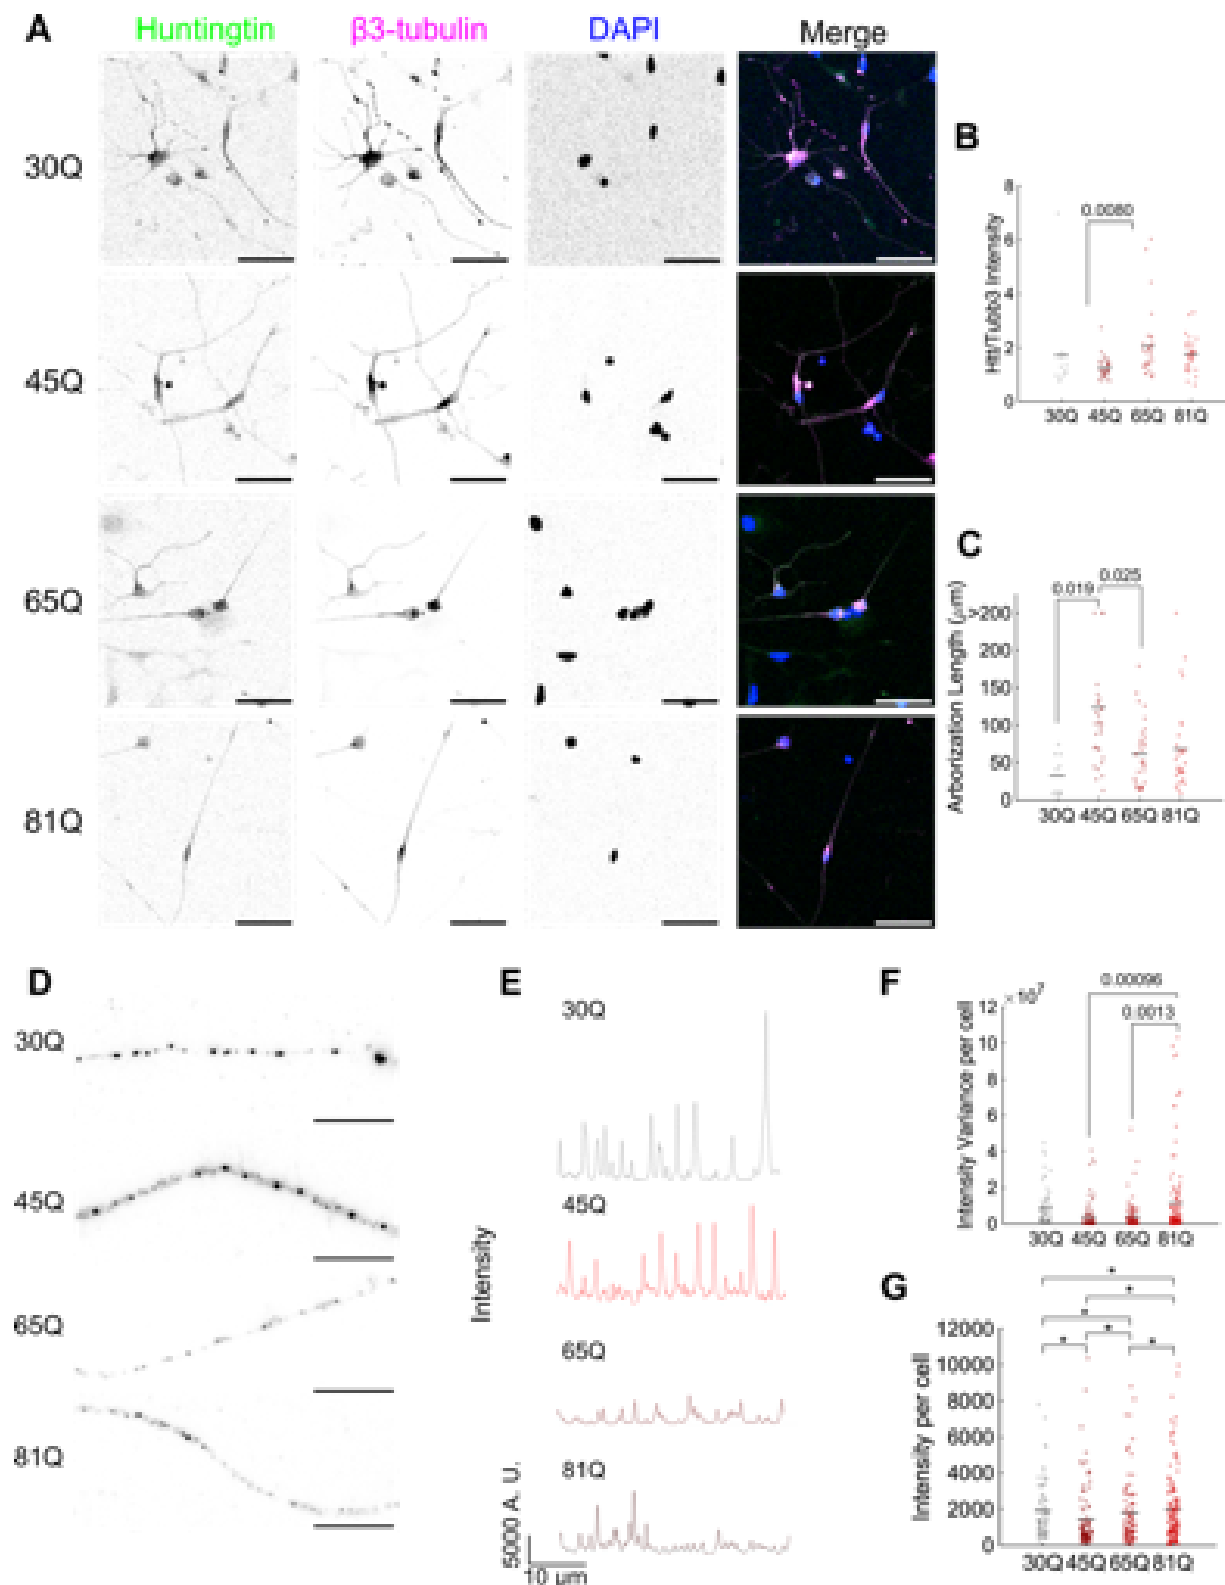 A
Huntingtin
β3-tubulin
DAPI
Merge
30Q
45Q
65Q
81Q
B
Htt/Tubb3 Intensity
8
6
4
2
0
0.0080
30Q 45Q 65Q 81Q
C
Arborization Length (μm)
>200
200
150
100
50
0
0.019
0.025
30Q 45Q 65Q 81Q
D
30Q
45Q
65Q
81Q
E
Intensity
30Q
45Q
65Q
81Q
5000 A. U.
10 μm
F
Intensity Variance per cell
×10⁷
12
10
8
6
4
2
0
0.00096
0.0013
30Q 45Q 65Q 81Q
G
Intensity per cell
12000
10000
8000
6000
4000
2000
0
*
*
*
*
*
*
30Q 45Q 65Q 81Q